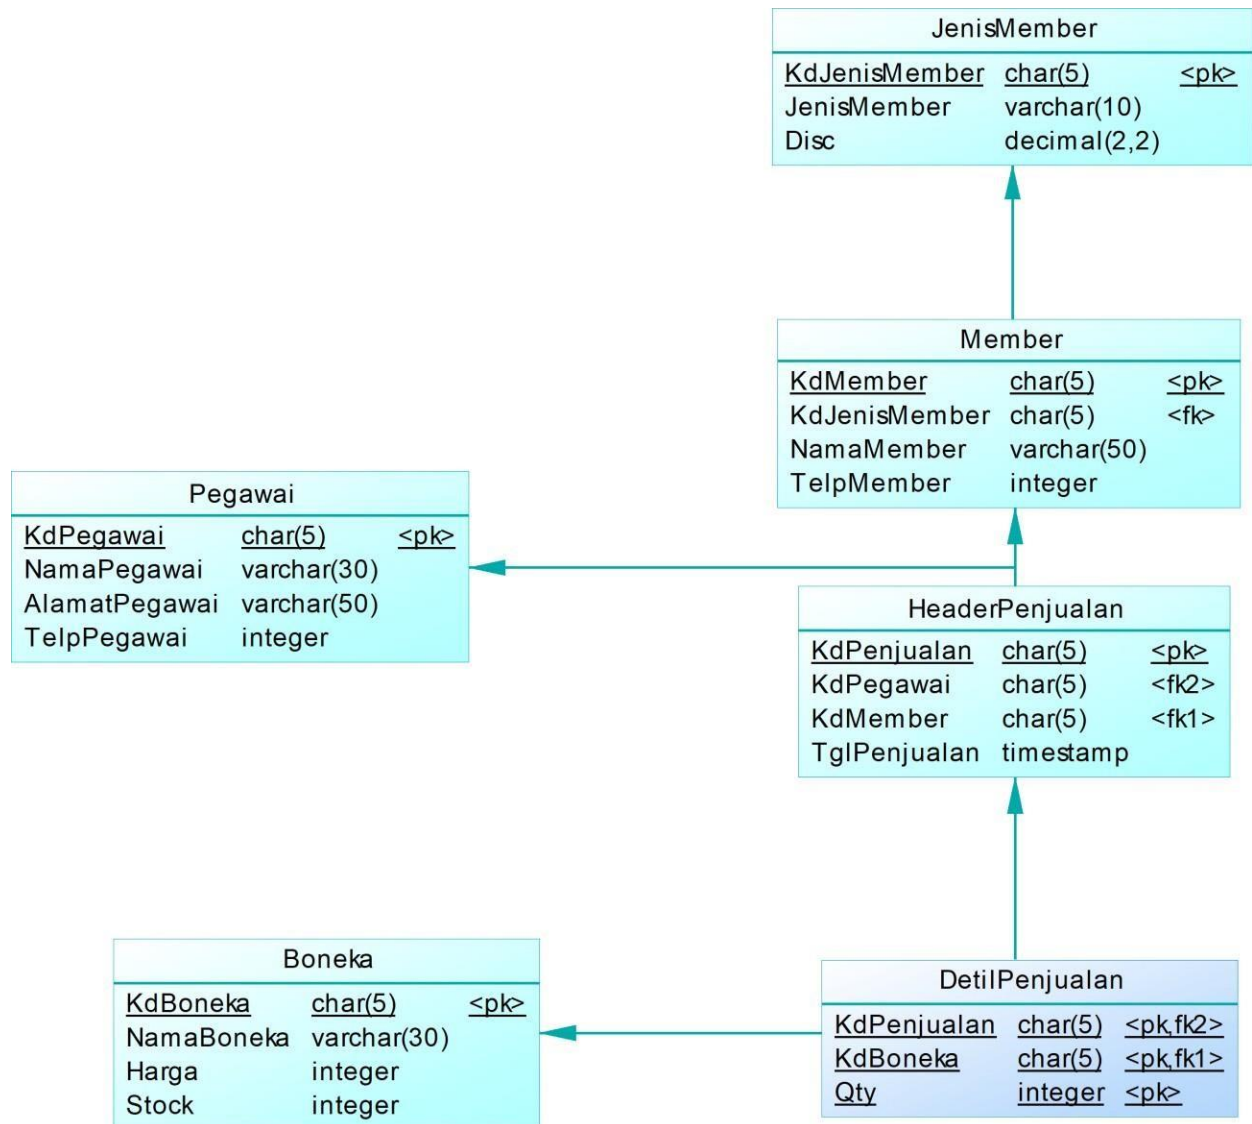 JenisMember
KdJenisMember char(5) <pk>
JenisMember varchar(10)
Disc decimal(2,2)
Member
KdMember char(5) <pk>
KdJenisMember char(5) <fk>
NamaMember varchar(50)
TelpMember integer
Pegawai
KdPegawai char(5) <pk>
NamaPegawai varchar(30)
AlamatPegawai varchar(50)
TelpPegawai integer
HeaderPenjualan
KdPenjualan char(5) <pk>
KdPegawai char(5) <fk2>
KdMember char(5) <fk1>
TglPenjualan timestamp
Boneka
KdBoneka char(5) <pk>
NamaBoneka varchar(30)
Harga integer
Stock integer
DetilPenjualan
KdPenjualan char(5) <pk,fk2>
KdBoneka char(5) <pk,fk1>
Qty integer <pk>